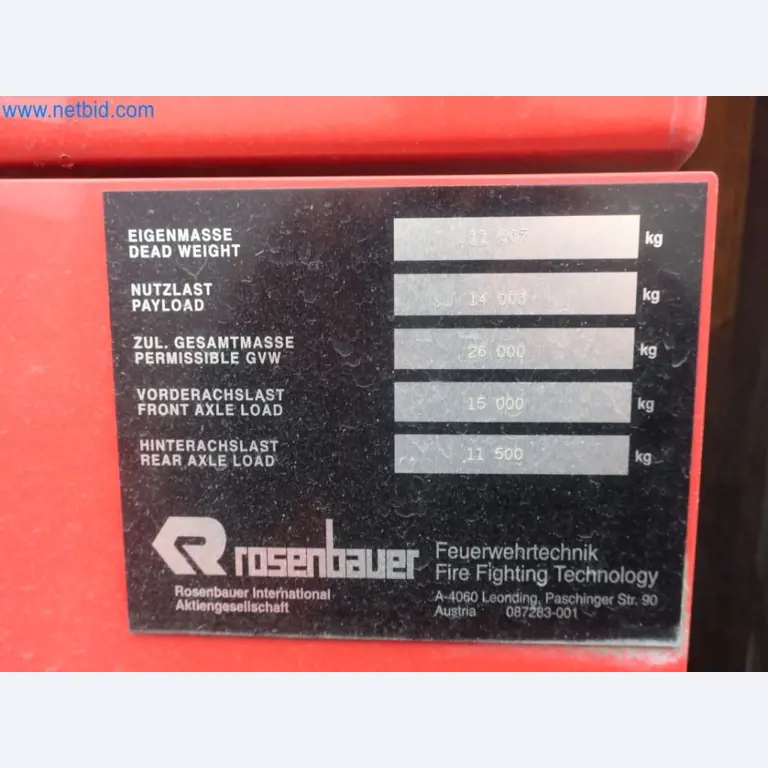 www.netbid.com
EIGENMASSE
DEAD WEIGHT
kg
NUTZLAST
PAYLOAD
14 003 kg
ZUL. GESAMTMASSE
PERMISSIBLE GVW
26 000 kg
VORDERACHSLAST
FRONT AXLE LOAD
15 000 kg
HINTERACHSLAST
REAR AXLE LOAD
11 500 kg
rosenbauer
Rosenbauer International
Aktiengesellschaft
Feuerwehrtechnik
Fire Fighting Technology
A-4060 Leonding, Paschinger Str. 90
Austria 087283-001